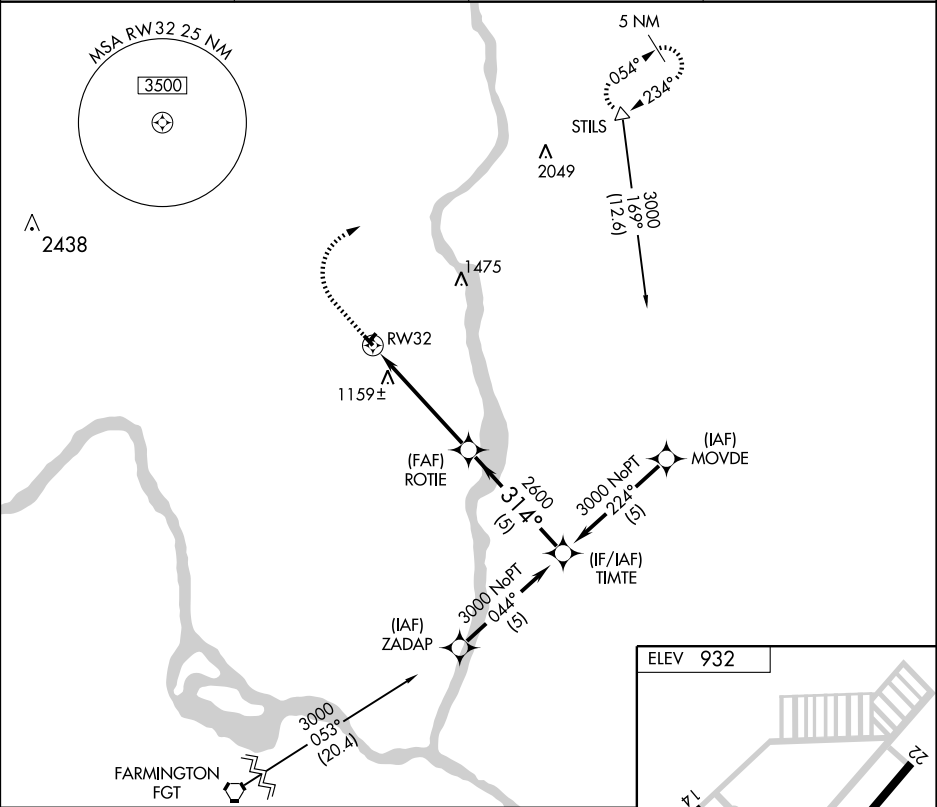 MSA RW32 25 NM
3500
5 NM
054°
234°
STILS
2049
3000
169°
(12.6)
2438
1475
RW32
1159±
(FAF)
ROTIE
2600
314°
(5)
(IAF)
MOVDE
3000 NoPT
224°
(5)
(IF/IAF)
TIMTE
3000 NoPT
044°
(5)
(IAF)
ZADAP
3000
053°
(20.4)
FARMINGTON
FGT
ELEV 932
22
14